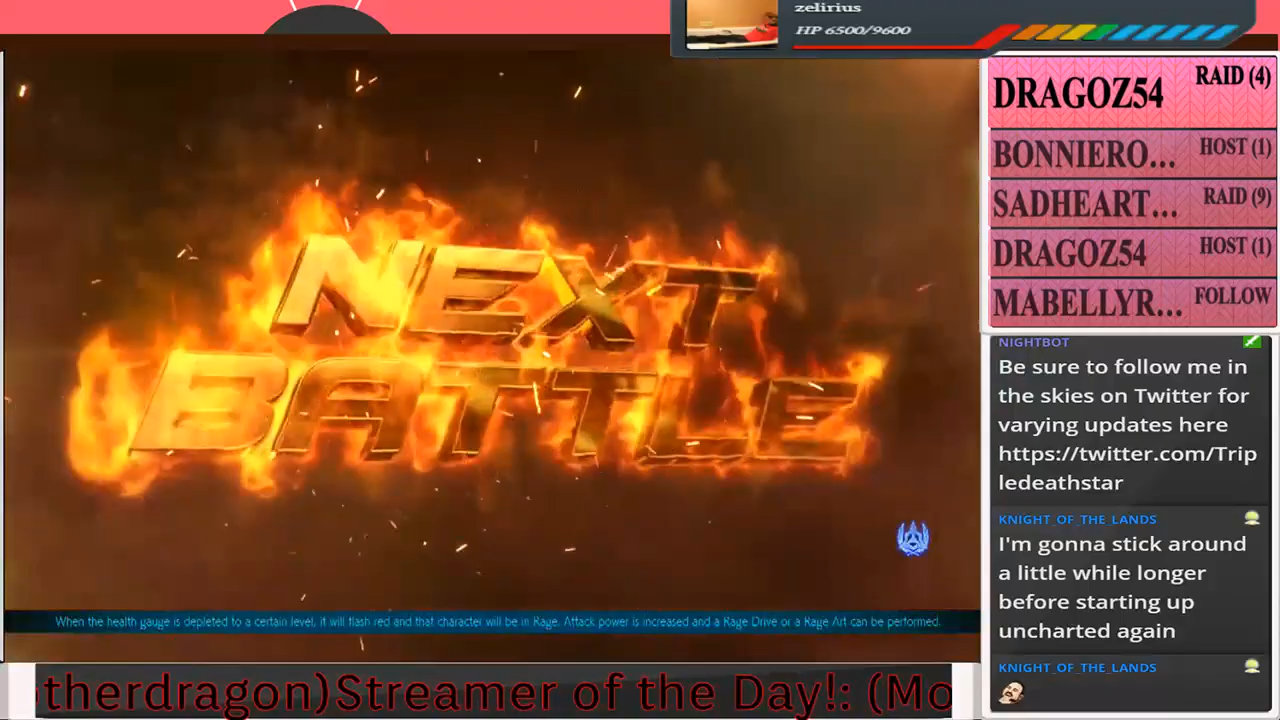 zelirius
HP 6500/9600
DRAGOZ54 RAID (4)
BONNIERO... HOST (1)
SADHEART... RAID (9)
DRAGOZ54 HOST (1)
MABELLYR... FOLLOW
NEXT
BATTLE
NIGHTBOT
Be sure to follow me in
the skies on Twitter for
varying updates here
https://twitter.com/Trip
ledeathstar
KNIGHT_OF_THE_LANDS
I'm gonna stick around
a little while longer
before starting up
uncharted again
KNIGHT_OF_THE_LANDS
When the health gauge is depleted to a certain level, it will flash red and that character will be in Rage. Attack power is increased and a Rage Drive or a Rage Art can be performed.
otherdragon)Streamer of the Day!: (Mo